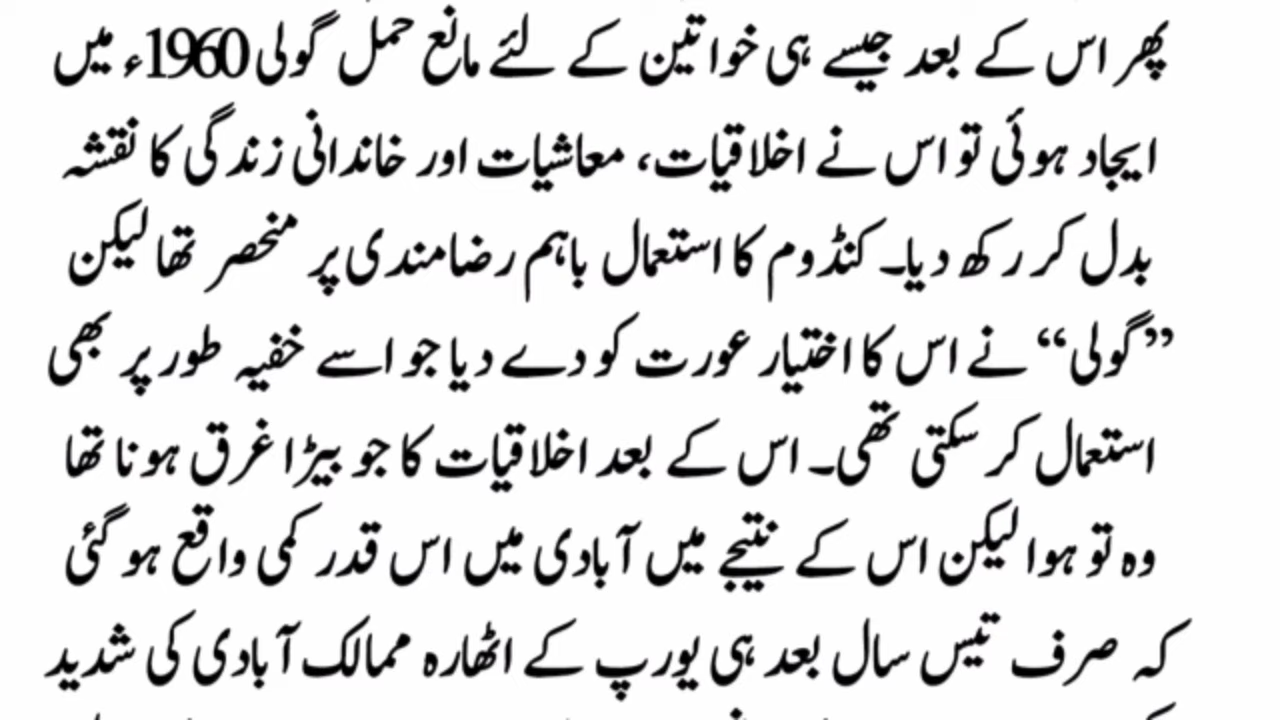 پھر اس کے بعد جیسے ہی خواتین کے لئے مانع حمل گولی 1960ء میں
ایجاد ہوئی تو اس نے اخلاقیات، معاشیات اور خاندانی زندگی کا نقشہ
بدل کر رکھ دیا۔ کنڈوم کا استعمال باہم رضامندی پر منحصر تھا لیکن
”گولی“ نے اس کا اختیار عورت کو دے دیا جو اسے خفیہ طور پر بھی
استعمال کر سکتی تھی۔ اس کے بعد اخلاقیات کا جو بیڑا غرق ہونا تھا
وہ تو ہوا لیکن اس کے نتیجے میں آبادی میں اس قدر کمی واقع ہو گئی
کہ صرف تیس سال بعد ہی یورپ کے اٹھارہ ممالک آبادی کی شدید